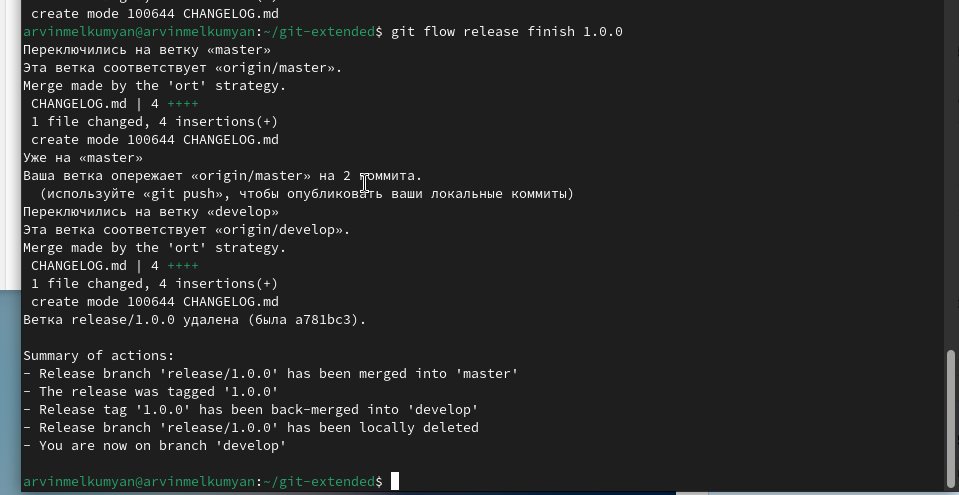 create mode 100644 CHANGELOG.md
arvinmelkumyan@arvinmelkumyan:~/git-extended$ git flow release finish 1.0.0
Переключились на ветку «master»
Эта ветка соответствует «origin/master».
Merge made by the 'ort' strategy.
CHANGELOG.md | 4 ++++
1 file changed, 4 insertions(+)
create mode 100644 CHANGELOG.md
Уже на «master»
Ваша ветка опережает «origin/master» на 2 коммита.
(используйте «git push», чтобы опубликовать ваши локальные коммиты)
Переключились на ветку «develop»
Эта ветка соответствует «origin/develop».
Merge made by the 'ort' strategy.
CHANGELOG.md | 4 ++++
1 file changed, 4 insertions(+)
create mode 100644 CHANGELOG.md
Ветка release/1.0.0 удалена (была a781bc3).
Summary of actions:
- Release branch 'release/1.0.0' has been merged into 'master'
- The release was tagged '1.0.0'
- Release tag '1.0.0' has been back-merged into 'develop'
- Release branch 'release/1.0.0' has been locally deleted
- You are now on branch 'develop'
arvinmelkumyan@arvinmelkumyan:~/git-extended$